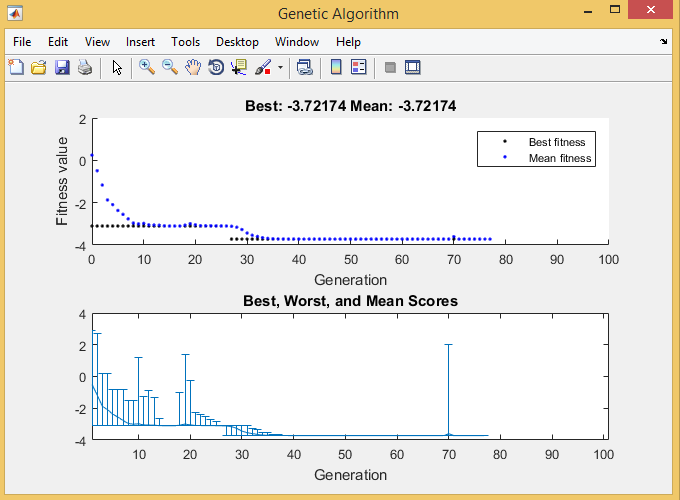 Genetic Algorithm
File Edit View Insert Tools Desktop Window Help
Best: -3.72174 Mean: -3.72174
2
0
-2
-4
Fitness value
Best fitness
Mean fitness
0 10 20 30 40 50 60 70 80 90 100
Generation
Best, Worst, and Mean Scores
4
2
0
-2
-4
10 20 30 40 50 60 70 80 90 100
Generation